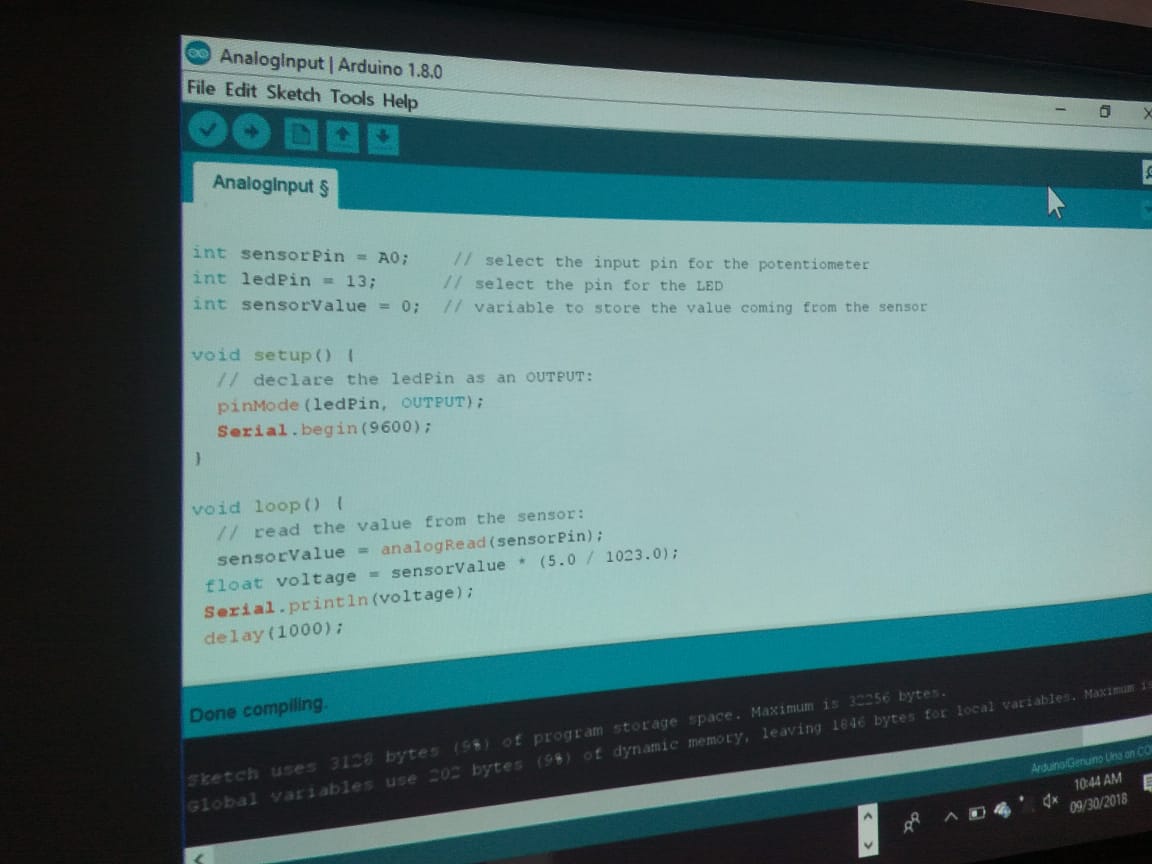 AnalogInput | Arduino 1.8.0
File Edit Sketch Tools Help
AnalogInput §
int sensorPin = A0;    // select the input pin for the potentiometer
int ledPin = 13;      // select the pin for the LED
int sensorValue = 0;  // variable to store the value coming from the sensor
void setup() {
  // declare the ledPin as an OUTPUT:
  pinMode(ledPin, OUTPUT);
  Serial.begin(9600);
}
void loop() {
  // read the value from the sensor:
  sensorValue = analogRead(sensorPin);
 float voltage = sensorValue * (5.0 / 1023.0);
 Serial.println(voltage);
 delay(1000);
Done compiling.
Sketch uses 3128 bytes (9%) of program storage space. Maximum is 32256 bytes.
Global variables use 202 bytes (9%) of dynamic memory, leaving 1846 bytes for local variables. Maximum is
Arduino/Genuino Uno on CO
10:44 AM
09/30/2018